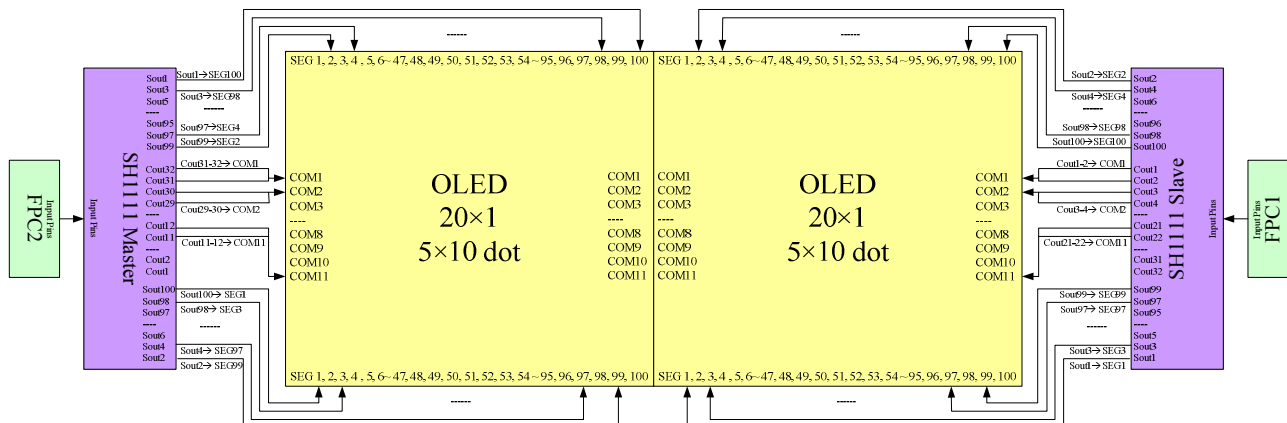 ------
------
SEG 1, 2, 3, 4 , 5, 6~ 47, 48, 49, 50, 51, 52, 53, 54 ~ 95, 96, 97, 98, 99, 100
SEG 1, 2, 3, 4 , 5, 6~ 47, 48, 49, 50, 51, 52, 53, 54 ~ 95, 96, 97, 98, 99, 100
FPC2
Input Pins
Input Pins
SH1111 Master
Sout1
Sout3
Sout5
----
Sout95
Sout97
Sout99
Cout32
Cout31
Cout30
Cout29
----
Cout12
Cout11
----
Cout2
Cout1
Sout100
Sout98
Sout97
----
Sout6
Sout4
Sout2
Sout1→SEG100
Sout3→SEG98
------
Sout97→SEG4
Sout99→SEG2
Cout31-32→ COM1
Cout29-30→ COM2
Cout11-12→ COM11
Sout100→ SEG1
Sout98→ SEG3
------
Sout4→ SEG97
Sout2→ SEG99
COM1
COM2
COM3
----
COM8
COM9
COM10
COM11
OLED
20×1
5×10 dot
COM1
COM2
COM3
----
COM8
COM9
COM10
COM11
COM1
COM2
COM3
----
COM8
COM9
COM10
COM11
OLED
20×1
5×10 dot
COM1
COM2
COM3
----
COM8
COM9
COM10
COM11
Sout2→SEG2
Sout4→SEG4
------
Sout98→SEG98
Sout100→SEG100
Cout1-2→ COM1
Cout3-4→ COM2
Cout21-22→COM11
Sout99→ SEG99
Sout97→ SEG97
------
Sout3→ SEG3
Sout1→ SEG1
Sout2
Sout4
Sout6
----
Sout96
Sout98
Sout100
Cout1
Cout2
Cout3
Cout4
----
Cout21
Cout22
----
Cout31
Cout32
Sout99
Sout97
Sout95
----
Sout5
Sout3
Sout1
SH1111 Slave
Input Pins
Input Pins
FPC1
SEG 1, 2, 3, 4 , 5, 6~ 47, 48, 49, 50, 51, 52, 53, 54 ~ 95, 96, 97, 98, 99, 100
SEG 1, 2, 3, 4 , 5, 6~ 47, 48, 49, 50, 51, 52, 53, 54 ~ 95, 96, 97, 98, 99, 100
------
------